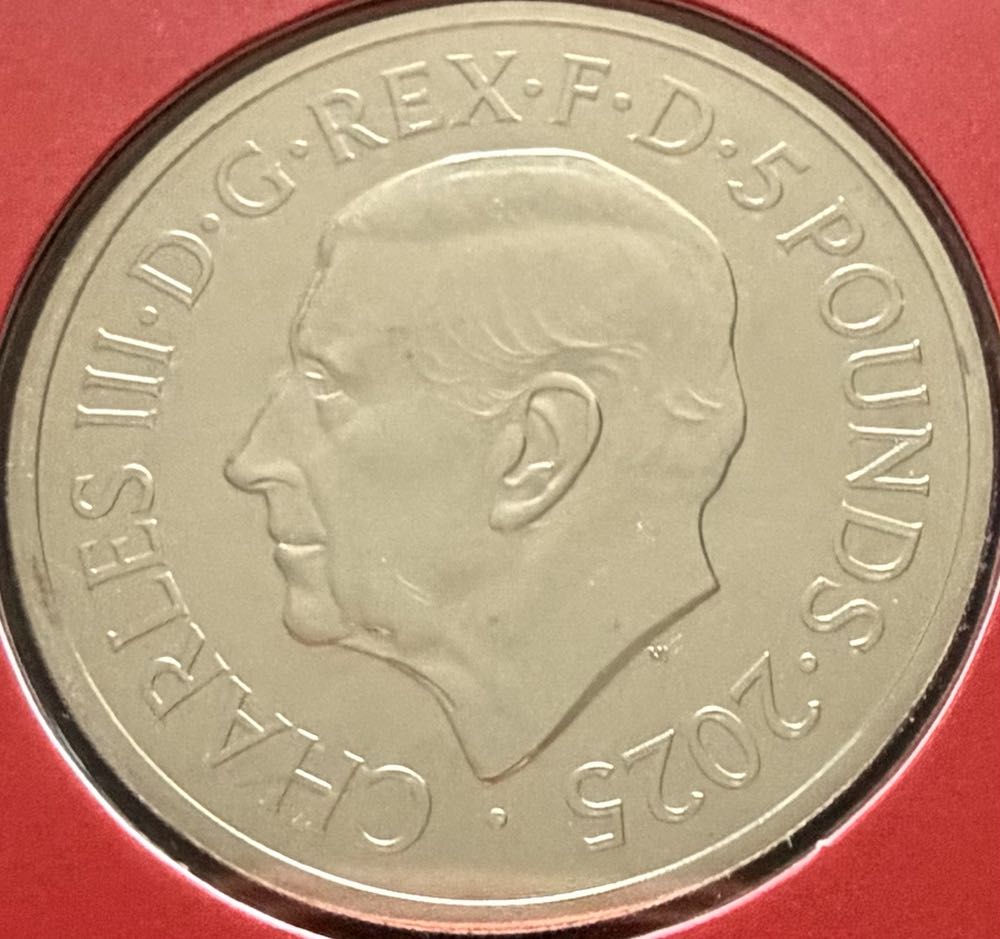 CHARLES III · D · G · REX · F · D · 5 POUNDS · 2025 ·